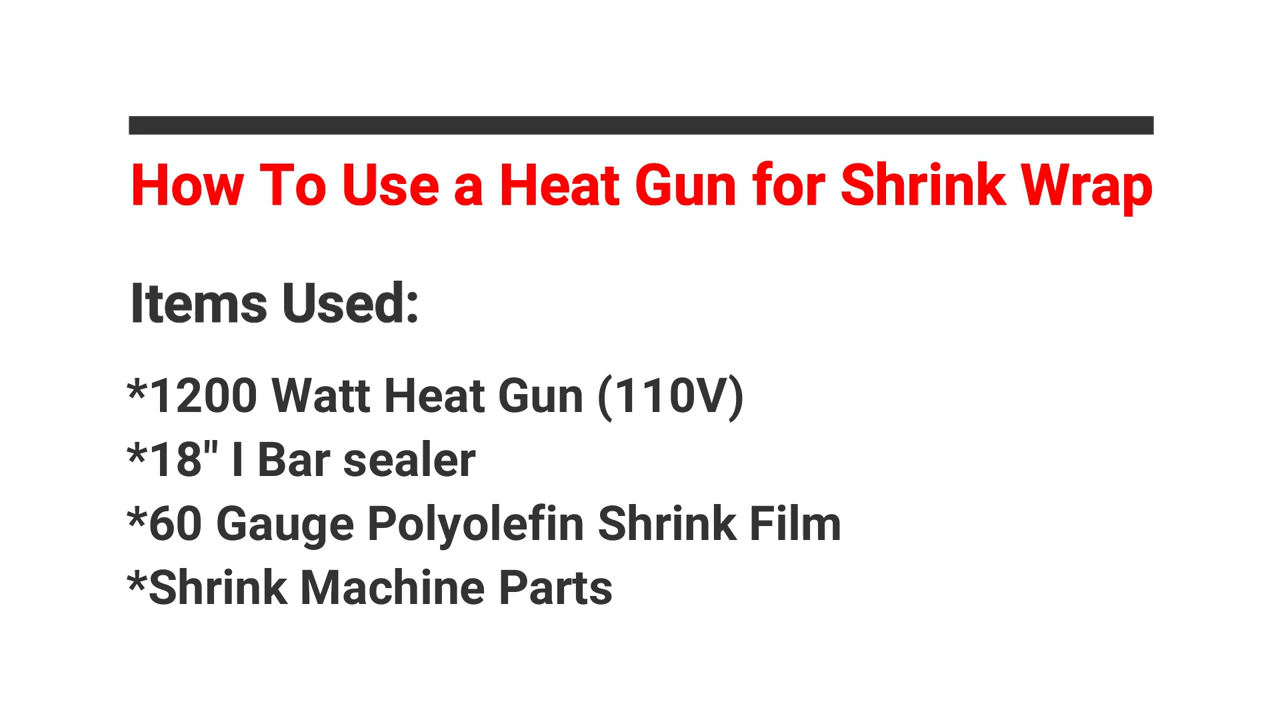 How To Use a Heat Gun for Shrink Wrap
Items Used:
*1200 Watt Heat Gun (110V)
*18" I Bar sealer
*60 Gauge Polyolefin Shrink Film
*Shrink Machine Parts